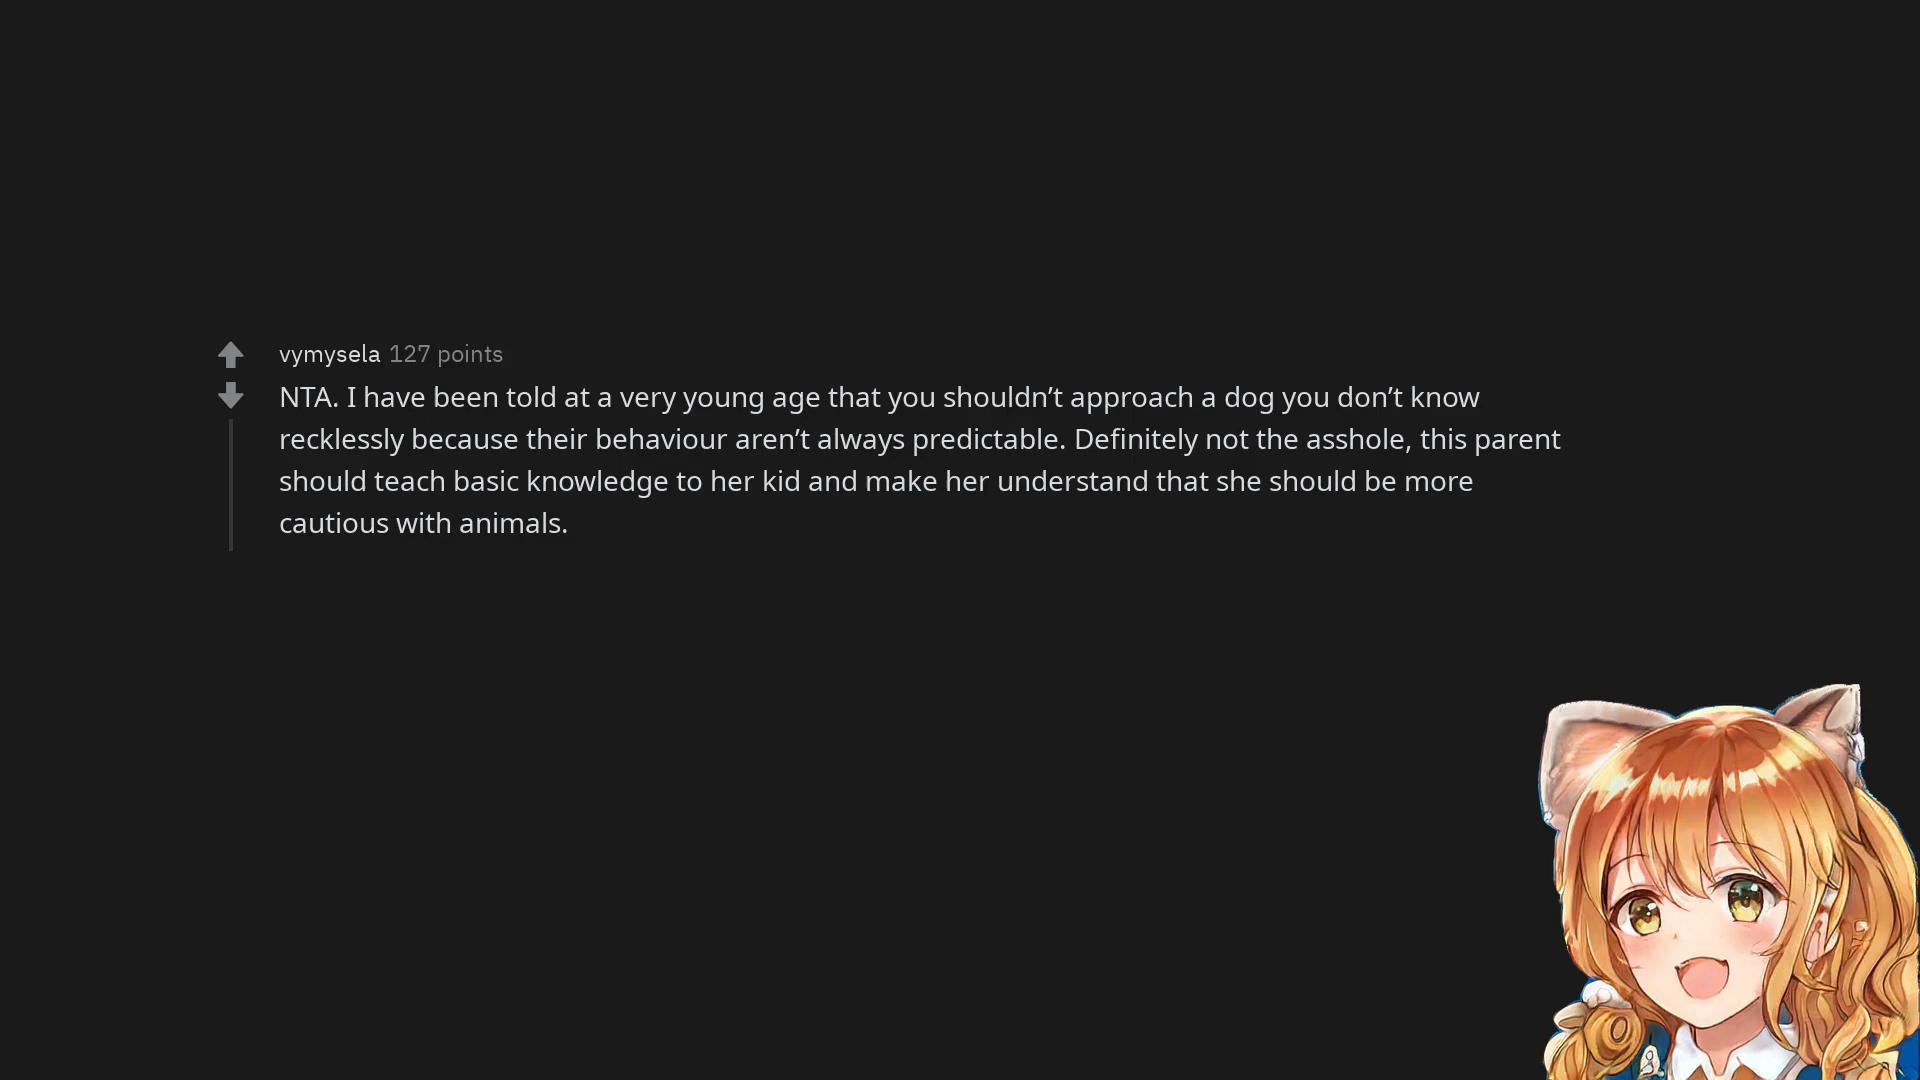 vymysela 127 points
NTA. I have been told at a very young age that you shouldn’t approach a dog you don’t know
recklessly because their behaviour aren’t always predictable. Definitely not the asshole, this parent
should teach basic knowledge to her kid and make her understand that she should be more
cautious with animals.